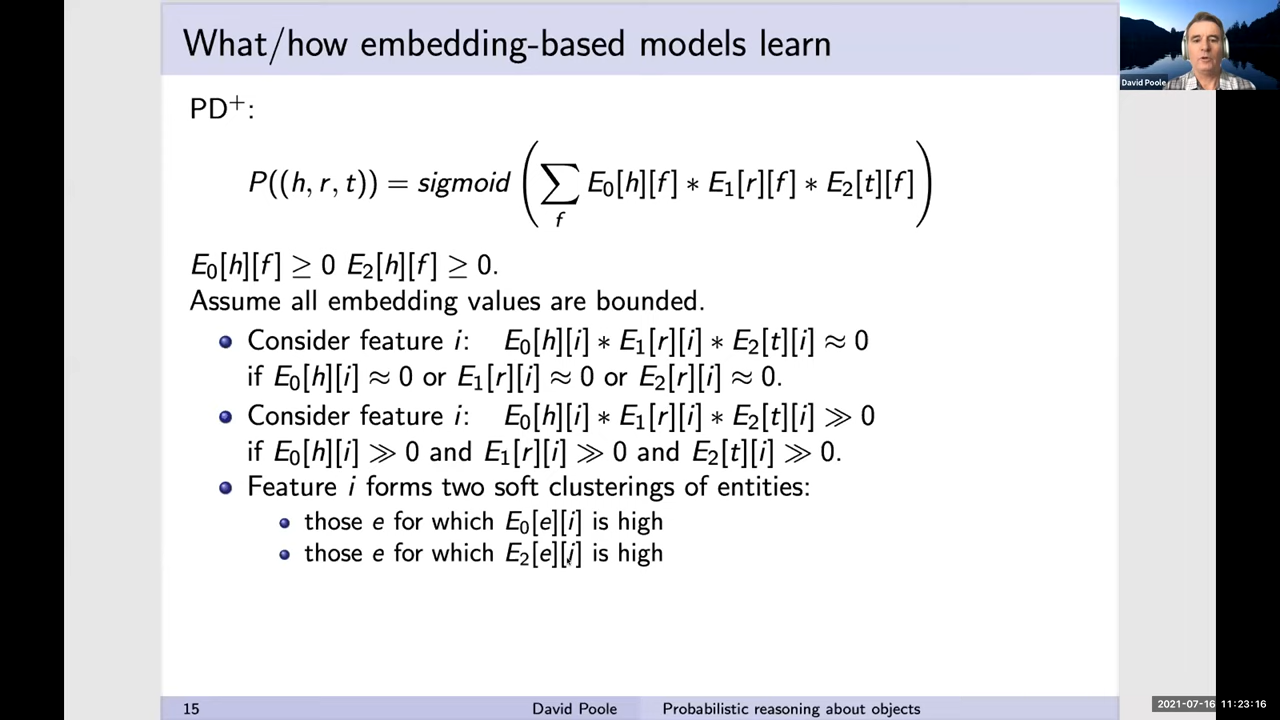 What/how embedding-based models learn
David Poole
PD⁺:
P((h, r, t)) = sigmoid ( ∑_f E₀[h][f] ∗ E₁[r][f] ∗ E₂[t][f] )
E₀[h][f] ≥ 0 E₂[h][f] ≥ 0.
Assume all embedding values are bounded.
Consider feature i: E₀[h][i] ∗ E₁[r][i] ∗ E₂[t][i] ≈ 0
if E₀[h][i] ≈ 0 or E₁[r][i] ≈ 0 or E₂[r][i] ≈ 0.
Consider feature i: E₀[h][i] ∗ E₁[r][i] ∗ E₂[t][i] ≫ 0
if E₀[h][i] ≫ 0 and E₁[r][i] ≫ 0 and E₂[t][i] ≫ 0.
Feature i forms two soft clusterings of entities:
those e for which E₀[e][i] is high
those e for which E₂[e][i] is high
15 David Poole Probabilistic reasoning about objects
2021-07-16 11:23:16